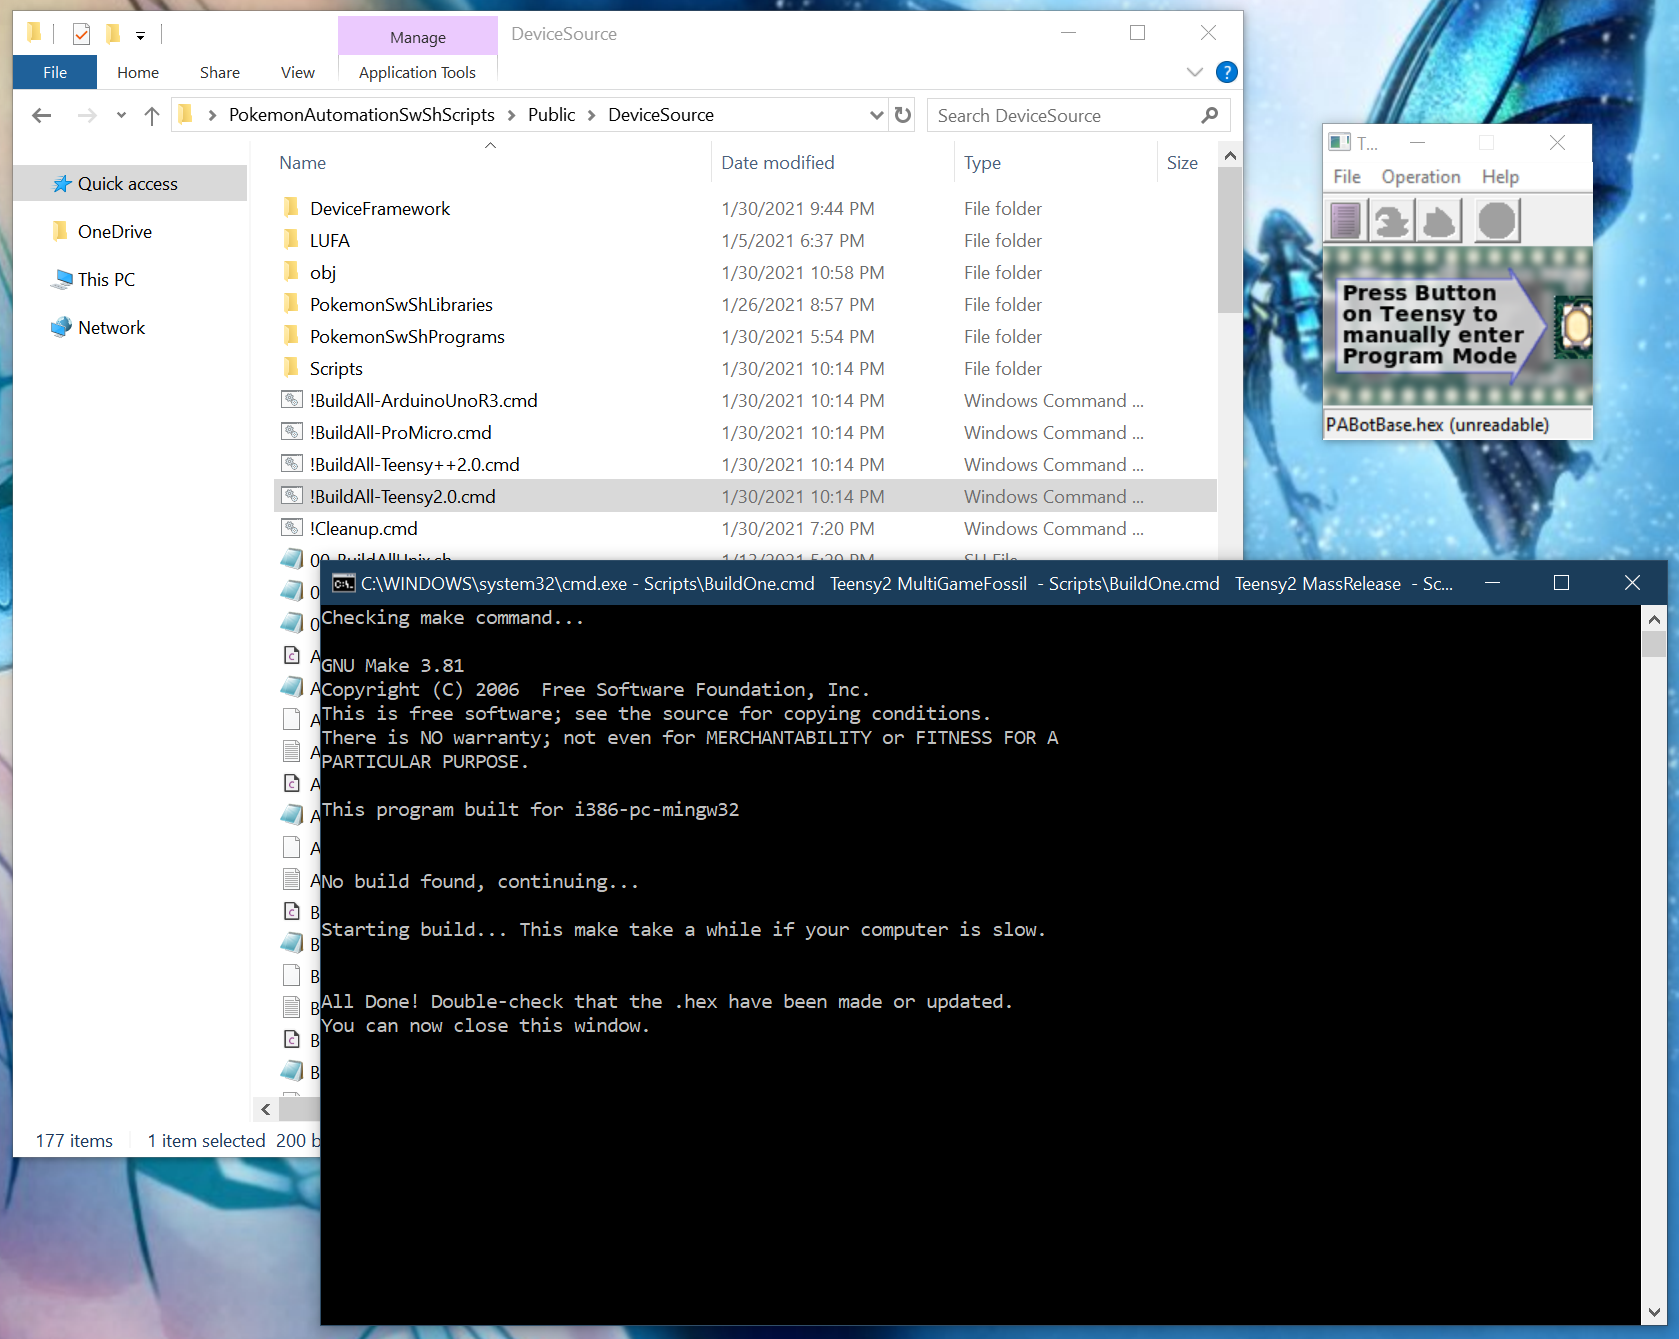 Manage
DeviceSource
File
Home
Share
View
Application Tools
?
PokemonAutomationSwShScripts
Public
DeviceSource
Search DeviceSource
Name
Date modified
Type
Size
Quick access
OneDrive
This PC
Network
DeviceFramework 1/30/2021 9:44 PM File folder
LUFA 1/5/2021 6:37 PM File folder
obj 1/30/2021 10:58 PM File folder
PokemonSwShLibraries 1/26/2021 8:57 PM File folder
PokemonSwShPrograms 1/30/2021 5:54 PM File folder
Scripts 1/30/2021 10:14 PM File folder
!BuildAll-ArduinoUnoR3.cmd 1/30/2021 10:14 PM Windows Command ...
!BuildAll-ProMicro.cmd 1/30/2021 10:14 PM Windows Command ...
!BuildAll-Teensy++2.0.cmd 1/30/2021 10:14 PM Windows Command ...
!BuildAll-Teensy2.0.cmd 1/30/2021 10:14 PM Windows Command ...
!Cleanup.cmd 1/30/2021 7:20 PM Windows Command ...
00-BuildAllUnix.sh 1/13/2021 5:29 PM SH File
0
0
A
A
A
A
A
A
A
A
B
B
B
B
B
B
177 items
1 item selected 200 b
T...
File Operation Help
Press Button
on Teensy to
manually enter
Program Mode
PABotBase.hex (unreadable)
C:\WINDOWS\system32\cmd.exe - Scripts\BuildOne.cmd Teensy2 MultiGameFossil - Scripts\BuildOne.cmd Teensy2 MassRelease - Sc...
Checking make command...
GNU Make 3.81
Copyright (C) 2006 Free Software Foundation, Inc.
This is free software; see the source for copying conditions.
There is NO warranty; not even for MERCHANTABILITY or FITNESS FOR A
PARTICULAR PURPOSE.
This program built for i386-pc-mingw32
No build found, continuing...
Starting build... This make take a while if your computer is slow.
All Done! Double-check that the .hex have been made or updated.
You can now close this window.